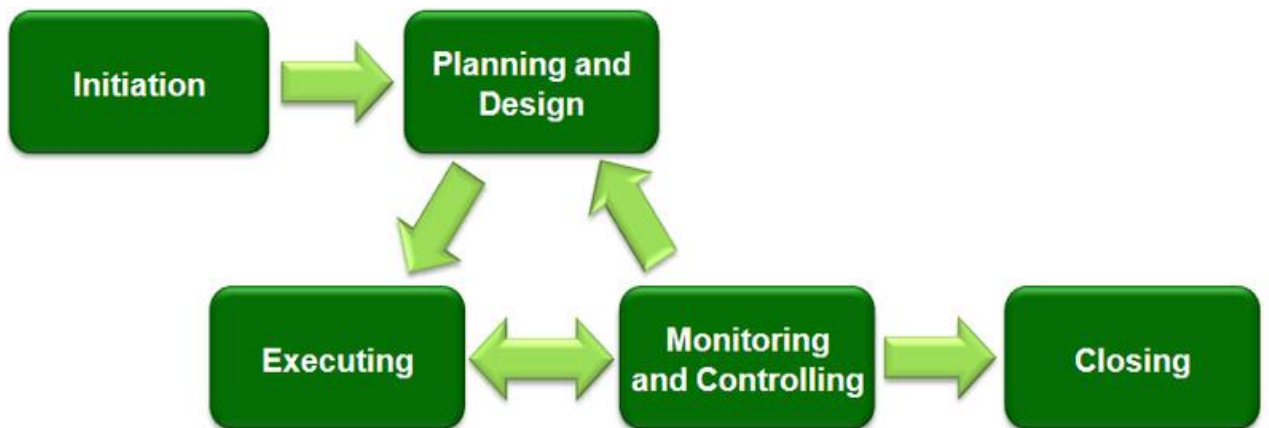 Initiation
Planning and
Design
Executing
Monitoring
and Controlling
Closing